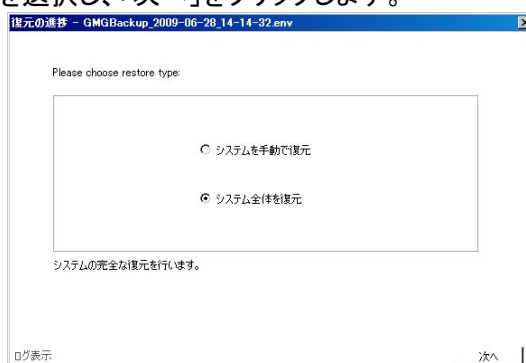 を選択し、「次へ」をクリックします。
復元の進捗 - GMGBackup_2009-06-28_14-14-32.env
Please choose restore type:
システムを手動で復元
システム全体を復元
システムの完全な復元を行います。
ログ表示
次へ